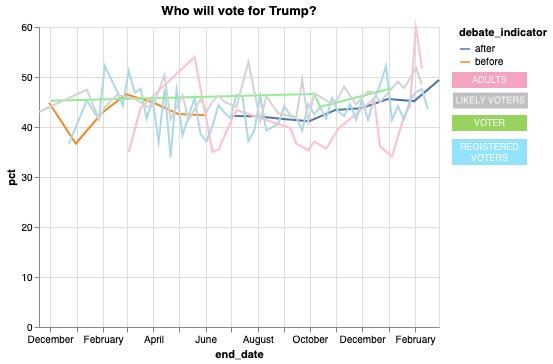 Who will vote for Trump?
pct
60
50
40
30
20
10
0
December
February
April
June
August
October
December
February
end_date
debate_indicator
after
before
ADULTS
LIKELY VOTERS
VOTER
REGISTERED
VOTERS